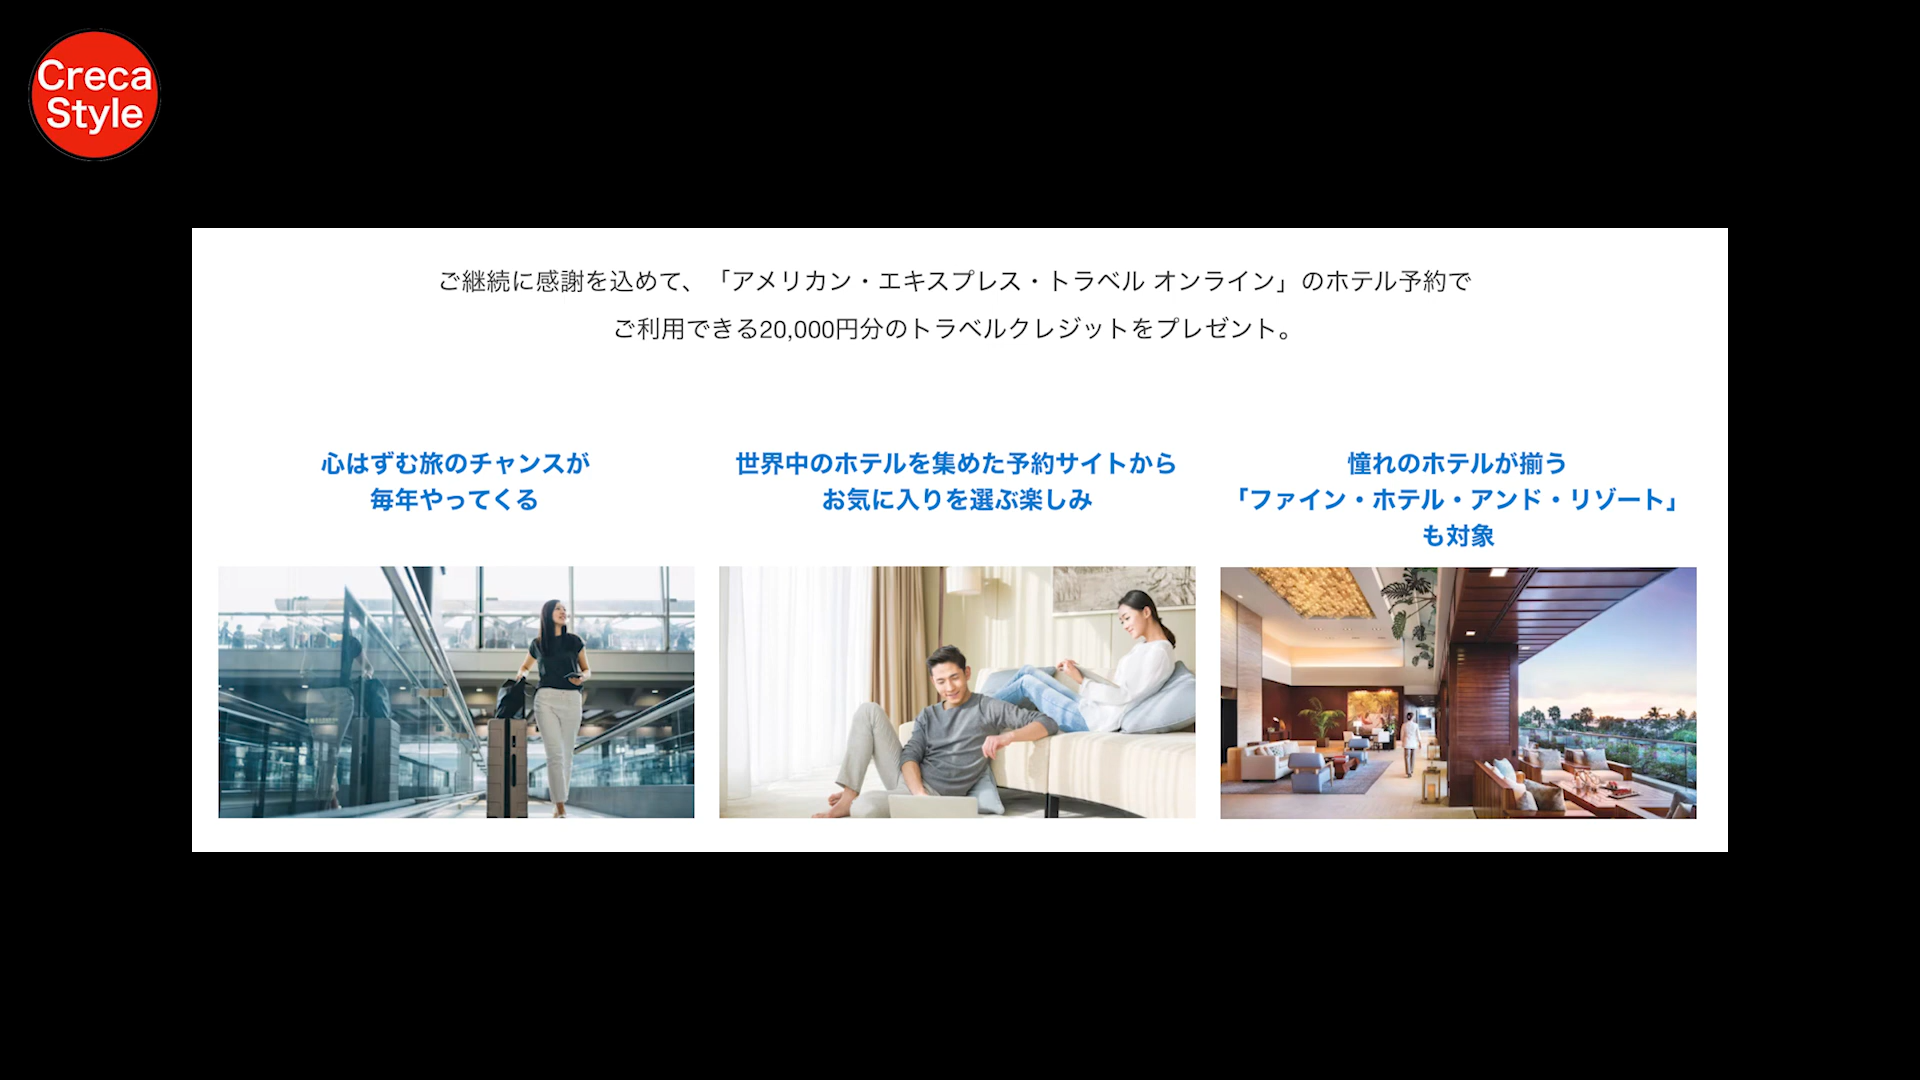 Creca
Style
ご継続に感謝を込めて、「アメリカン・エキスプレス・トラベル オンライン」のホテル予約で
ご利用できる20,000円分のトラベルクレジットをプレゼント。
心はずむ旅のチャンスが
毎年やってくる
世界中のホテルを集めた予約サイトから
お気に入りを選ぶ楽しみ
憧れのホテルが揃う
「ファイン・ホテル・アンド・リゾート」
も対象